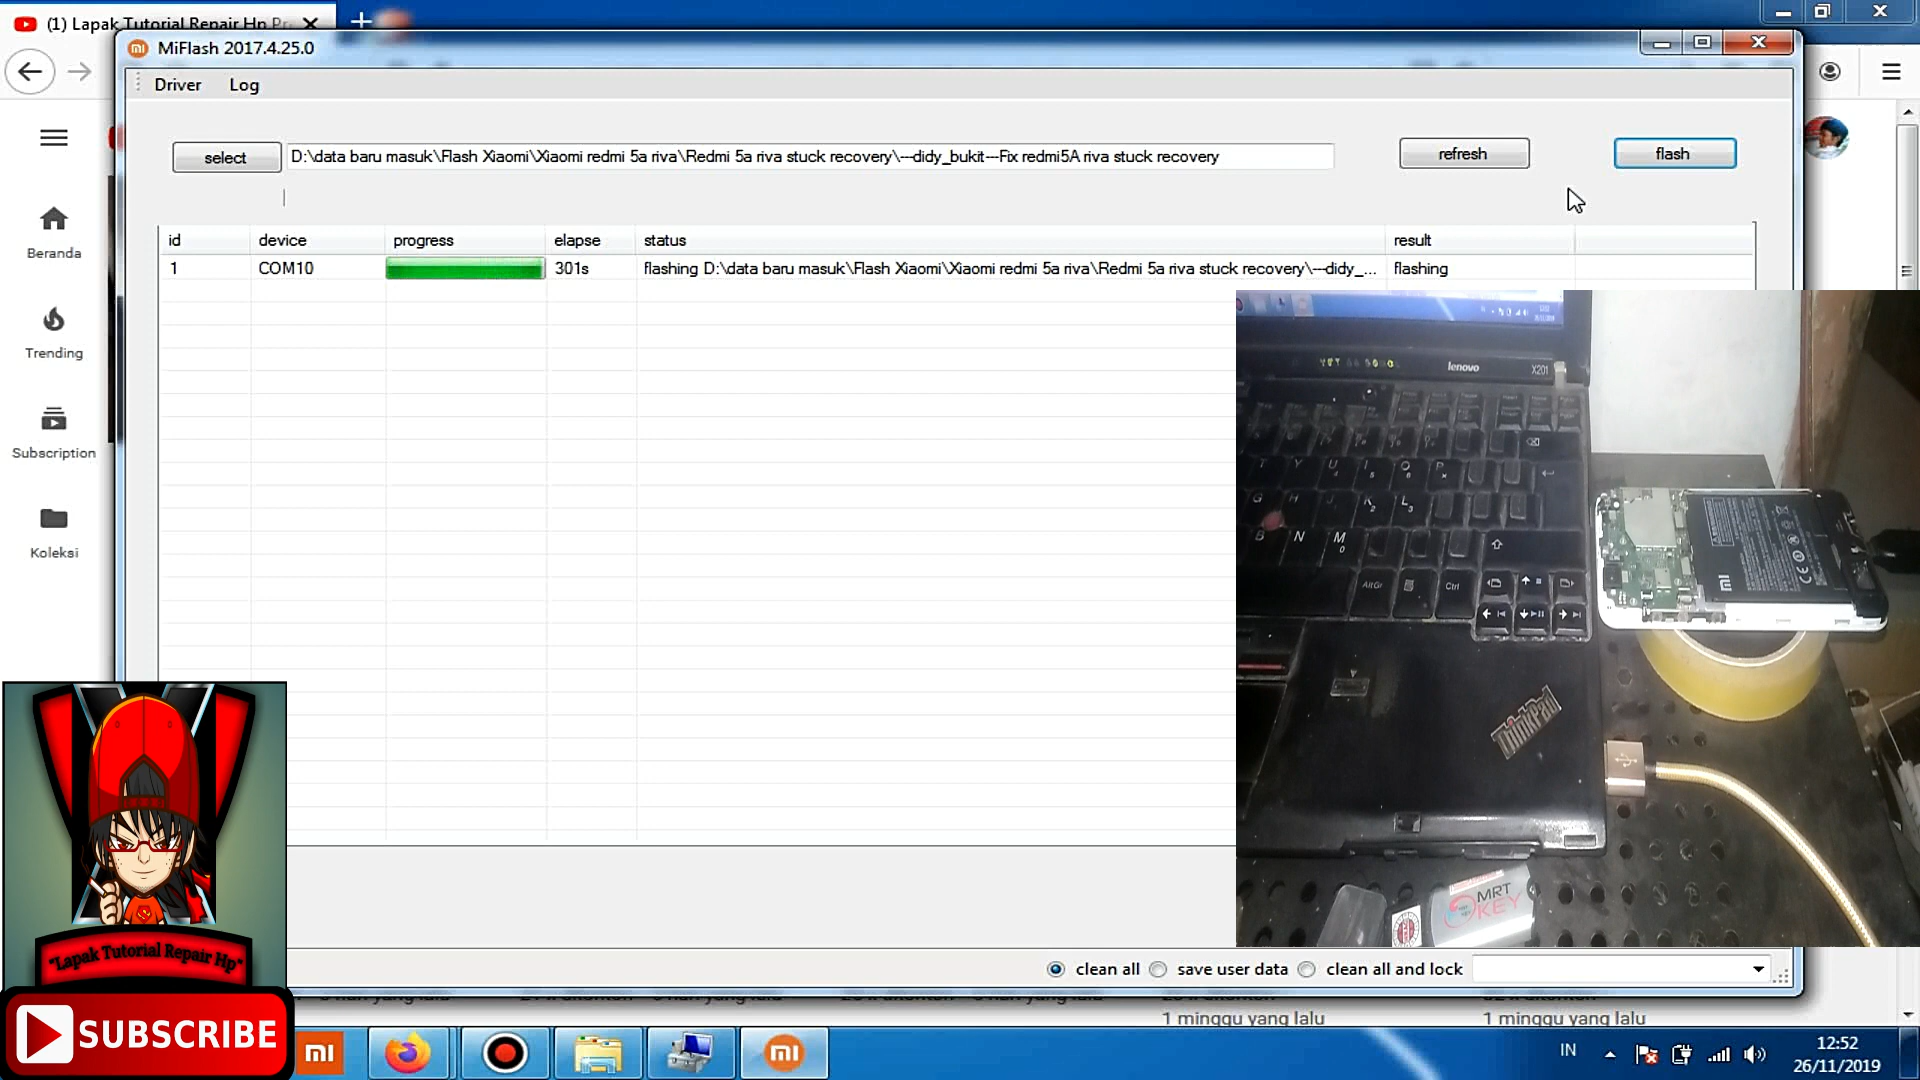 (1) Lapak Tutorial Repair Hp Pr
MiFlash 2017.4.25.0
Driver Log
select D:\data baru masuk\Flash Xiaomi\Xiaomi redmi 5a riva\Redmi 5a riva stuck recovery\---didy_bukit---Fix redmi5A riva stuck recovery refresh flash
id device progress elapse status result
1 COM10 301s flashing D:\data baru masuk\Flash Xiaomi\Xiaomi redmi 5a riva\Redmi 5a riva stuck recovery\---didy_... flashing
Beranda
Trending
Subscription
Koleksi
lenovo X201
ThinkPad
MRT
KEY
"Lapak Tutorial Repair Hp"
SUBSCRIBE
clean all save user data clean all and lock
1 minggu yang lalu 1 minggu yang lalu
IN
12:52
26/11/2019